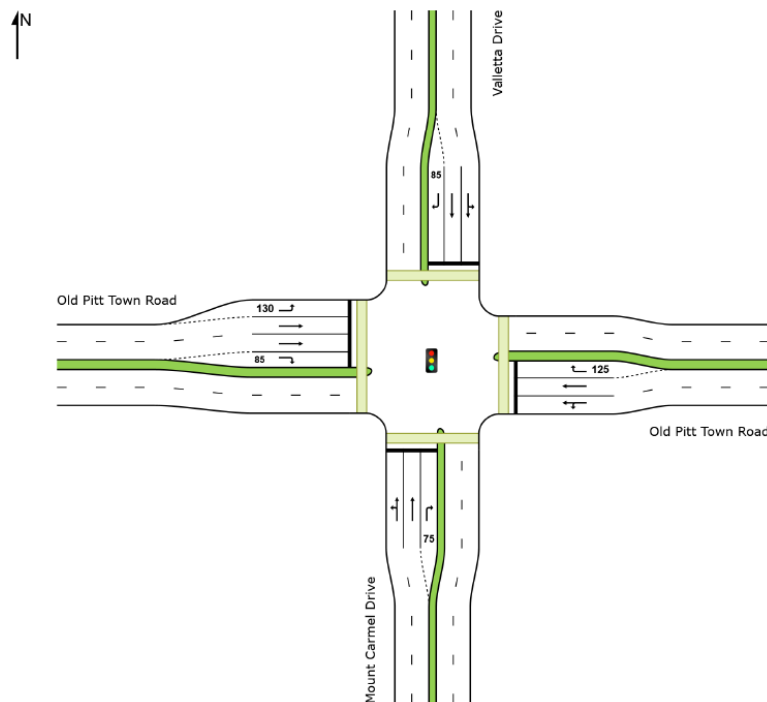 N
Valletta Drive
85
Old Pitt Town Road
130
85
125
Old Pitt Town Road
75
Mount Carmel Drive